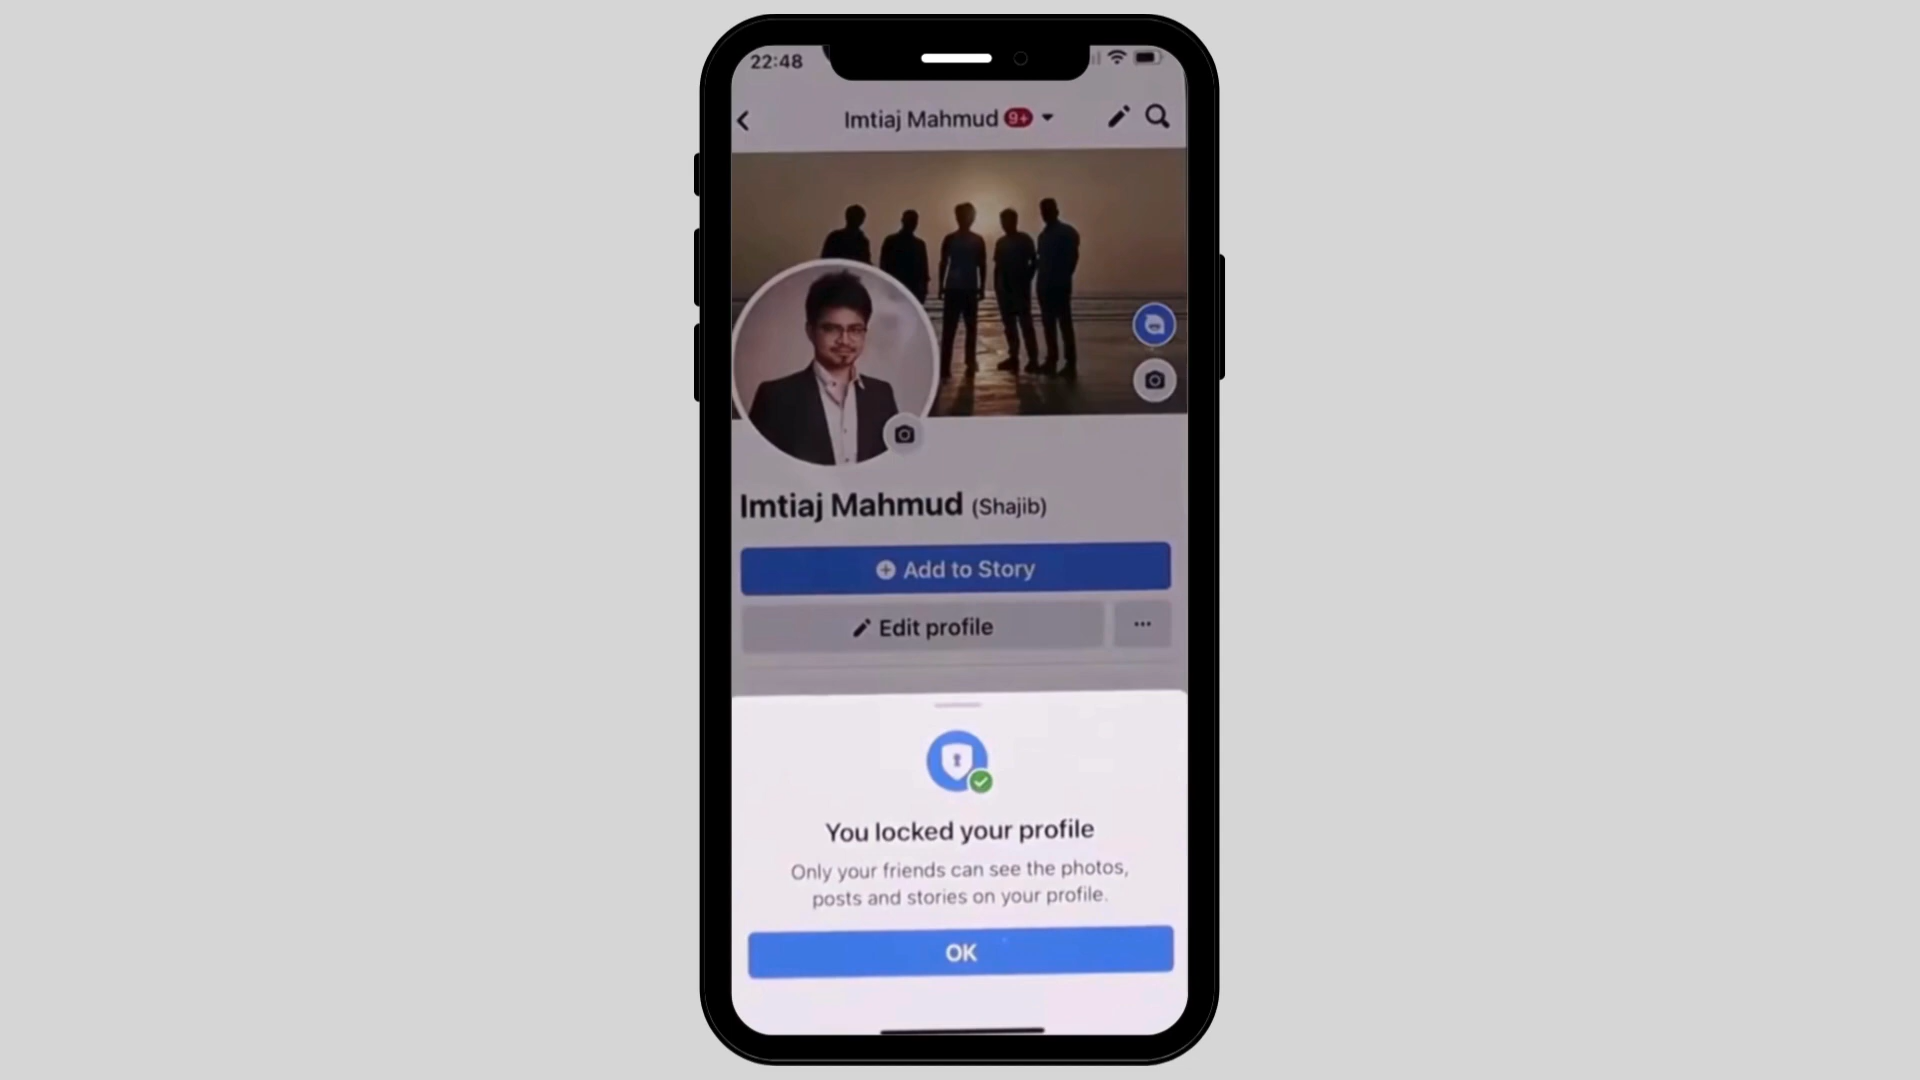 22:48
Imtiaj Mahmud 9+
Imtiaj Mahmud (Shajib)
Add to Story
Edit profile
You locked your profile
Only your friends can see the photos,
posts and stories on your profile.
OK